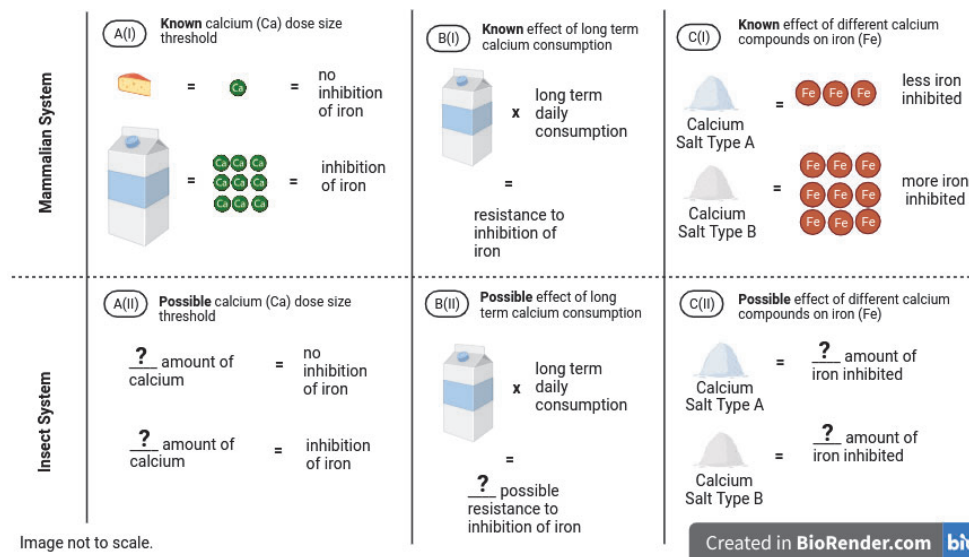 Mammalian System
A(I)
Known calcium (Ca) dose size
threshold
=
Ca
=
no
inhibition
of iron
=
Ca Ca Ca
Ca Ca Ca
Ca Ca Ca
=
inhibition
of iron
B(I)
Known effect of long term
calcium consumption
x
long term
daily
consumption
=
resistance to
inhibition of
iron
C(I)
Known effect of different calcium
compounds on iron (Fe)
Calcium
Salt Type A
=
Fe Fe Fe
less iron
inhibited
Calcium
Salt Type B
=
Fe Fe Fe
Fe Fe Fe
Fe Fe Fe
more iron
inhibited
Insect System
A(II)
Possible calcium (Ca) dose size
threshold
? amount of
calcium
=
no
inhibition
of iron
? amount of
calcium
=
inhibition
of iron
B(II)
Possible effect of long
term calcium consumption
x
long term
daily
consumption
=
? possible
resistance to
inhibition of iron
C(II)
Possible effect of different calcium
compounds on iron (Fe)
Calcium
Salt Type A
=
? amount of
iron inhibited
Calcium
Salt Type B
=
? amount of
iron inhibited
Image not to scale.
Created in BioRender.com